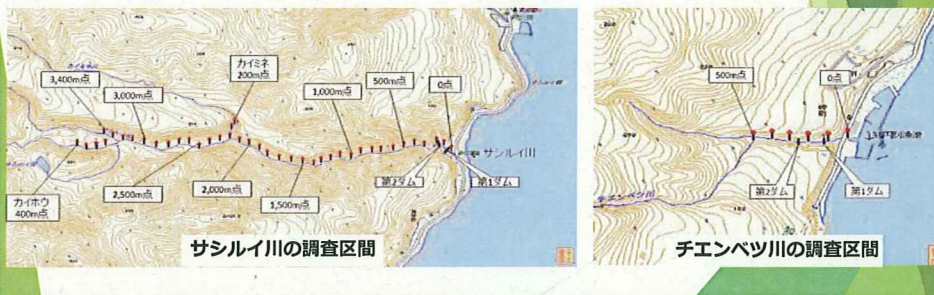 3,400m点
3,000m点
カイミネ
200m点
1,000m点
500m点
0点
サシルイ川
第2ダム
第1ダム
カイホウ
400m点
2,500m点
2,000m点
1,500m点
サシルイ川の調査区間
500m点
0点
第2ダム
第1ダム
チエンベツ川
チエンベツ川の調査区間